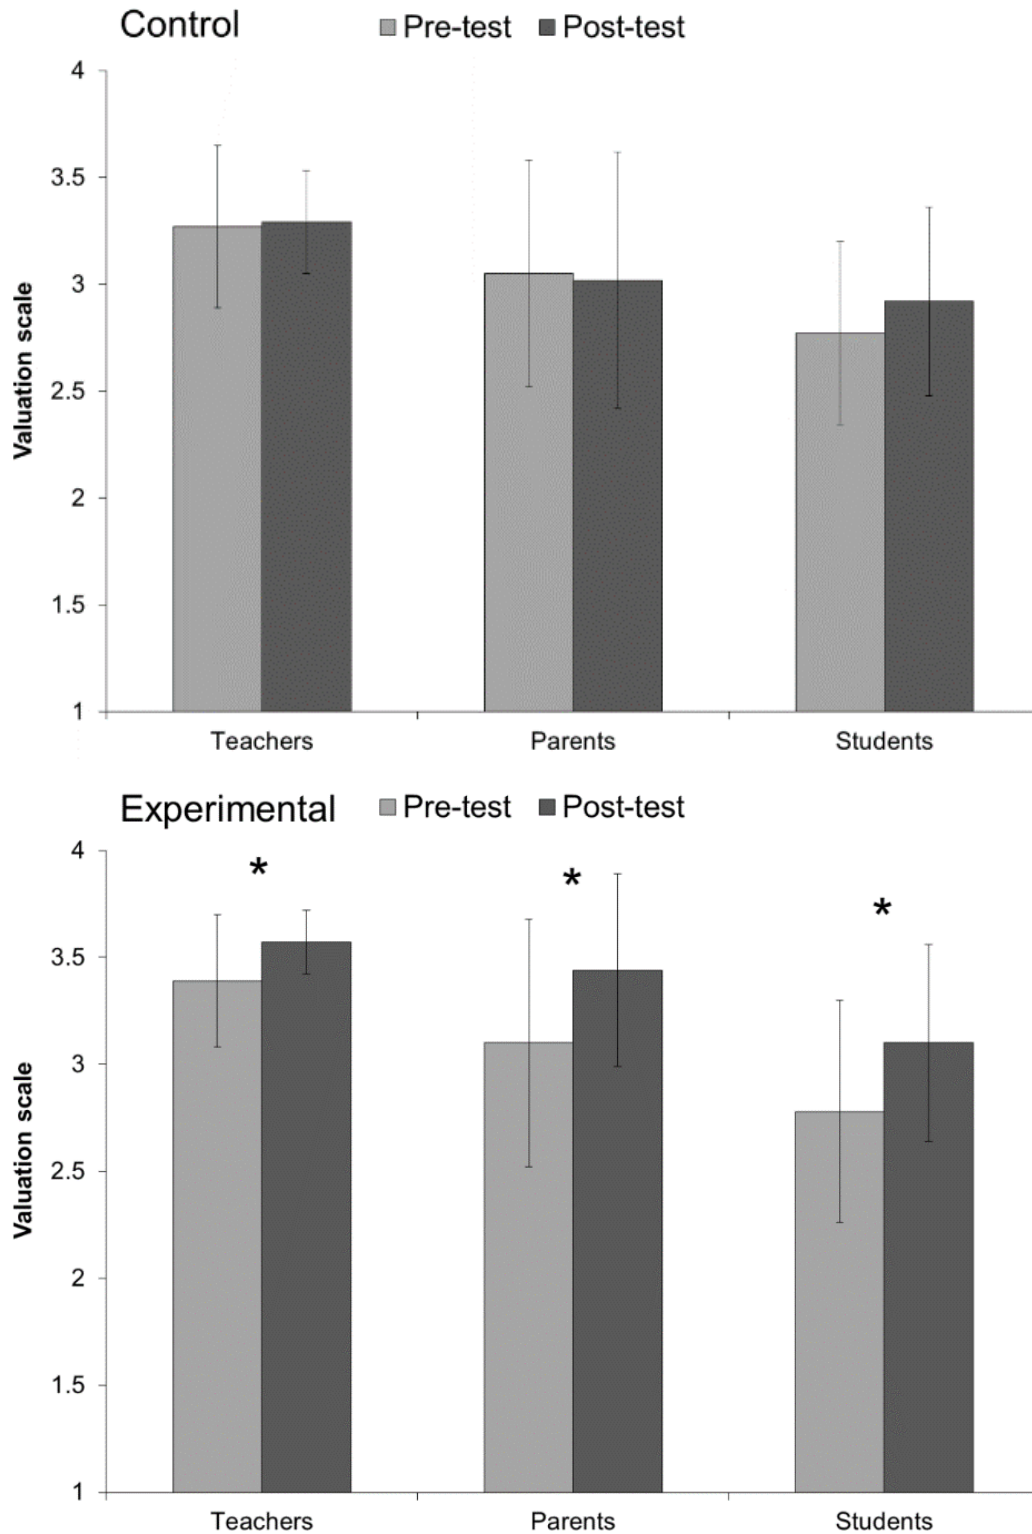 Control Pre-test Post-test
4
3.5
3
2.5
2
1.5
1
Valuation scale
Teachers Parents Students
Experimental Pre-test Post-test
4
* * *
3.5
3
2.5
2
1.5
1
Valuation scale
Teachers Parents Students